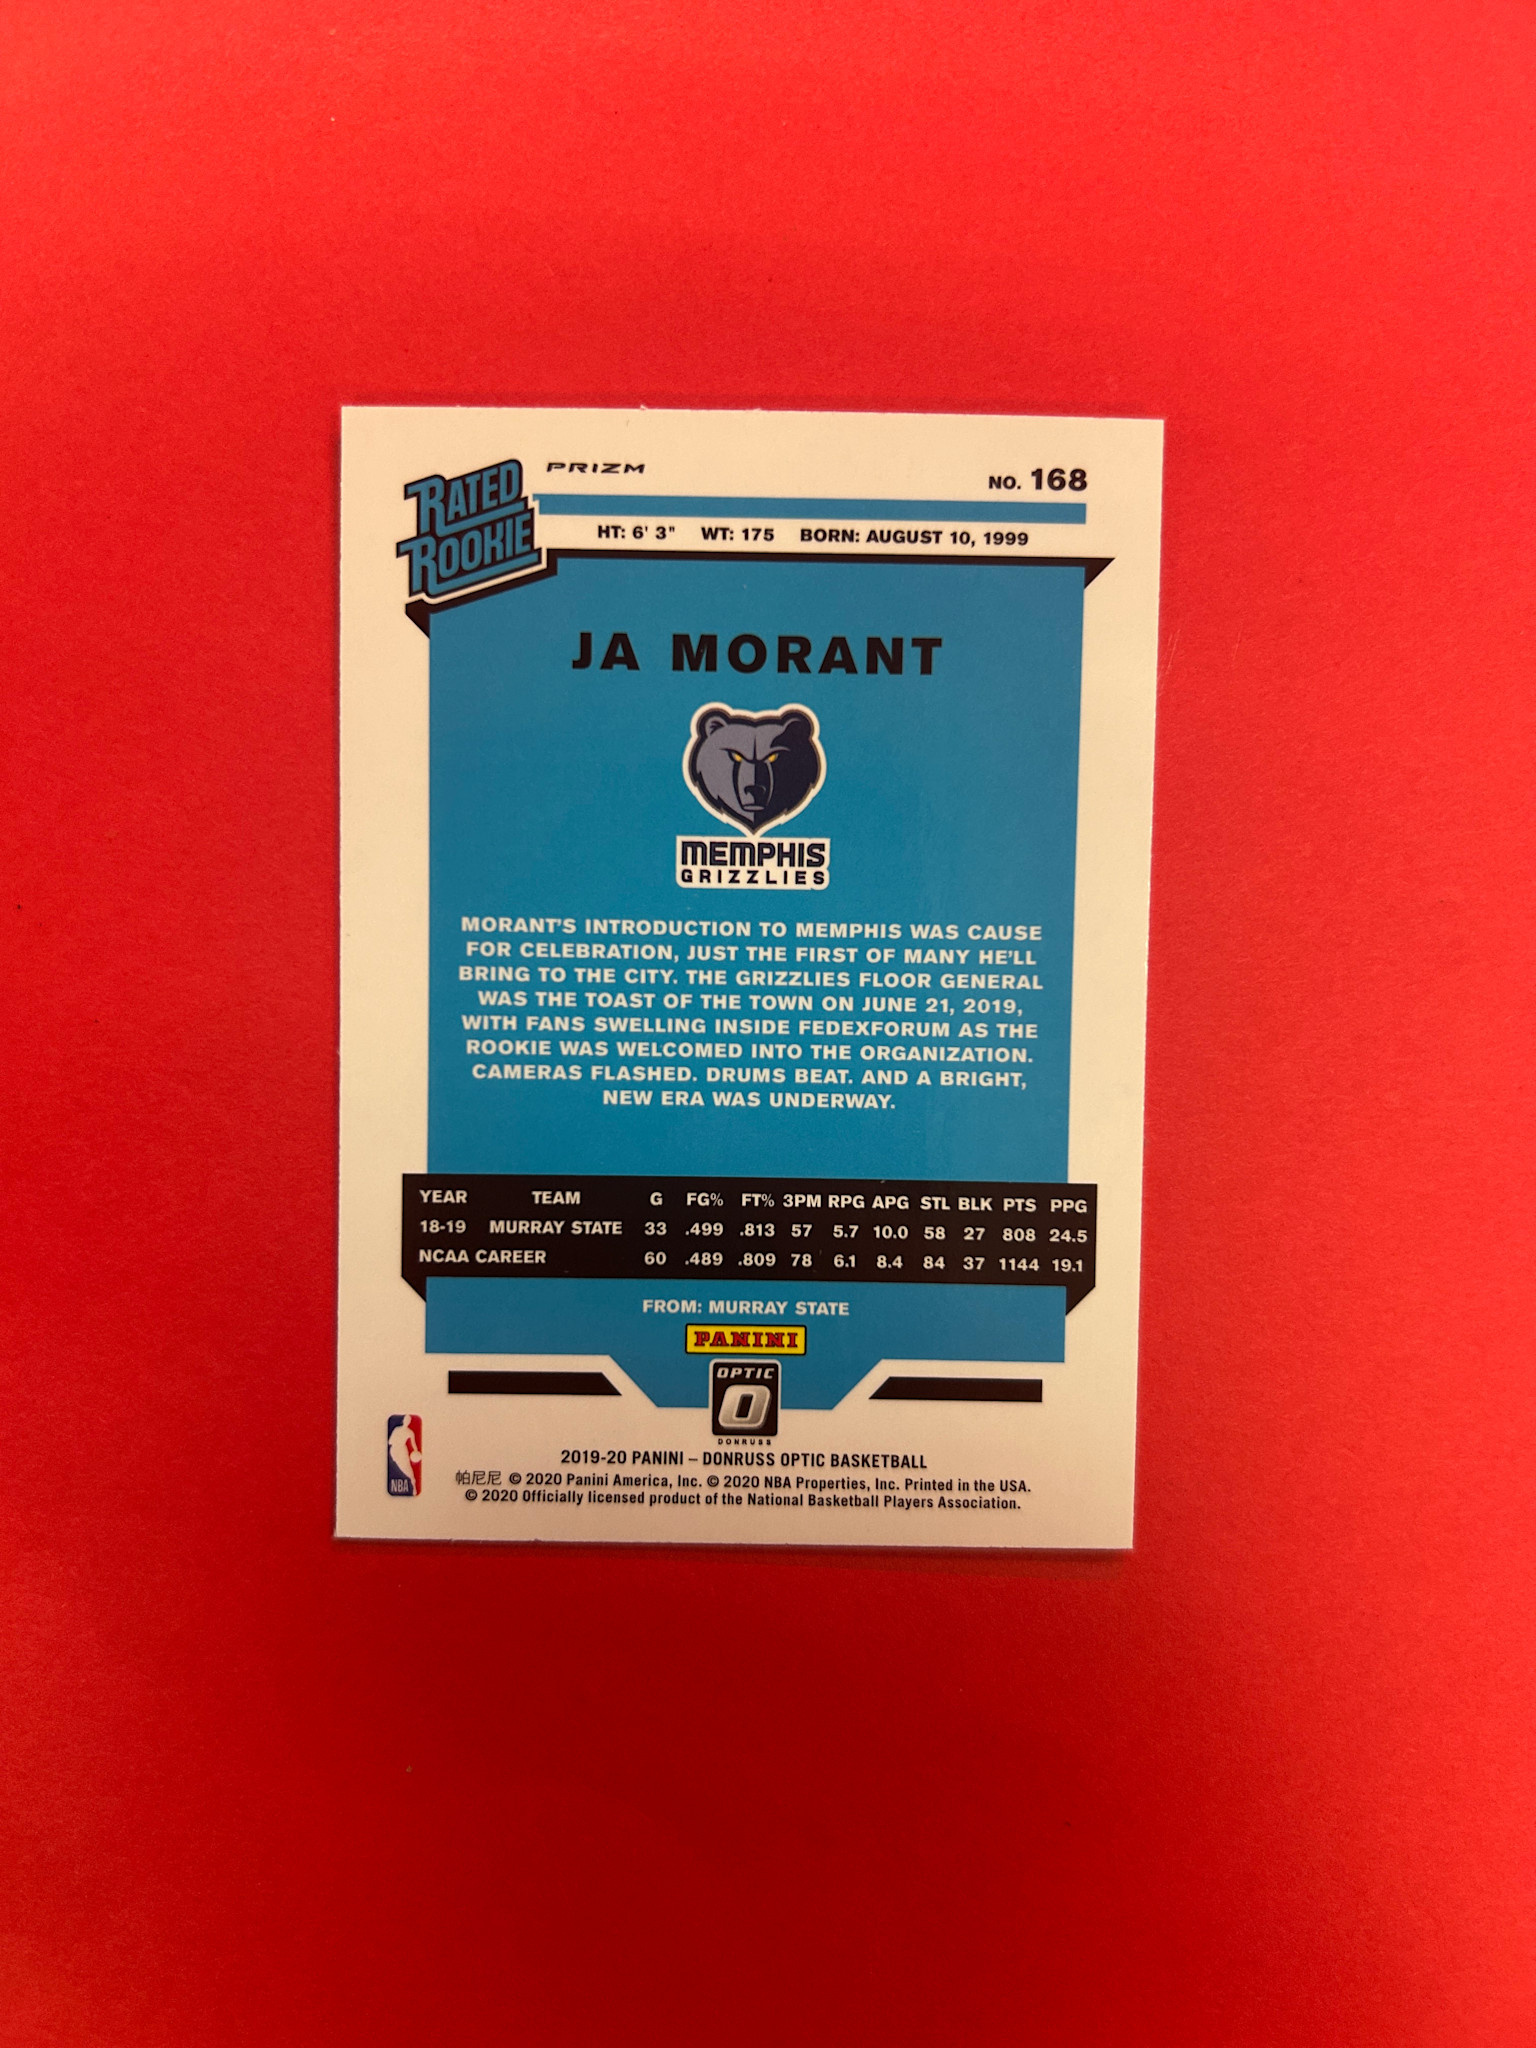 RATED
ROOKIE
PRIZM
NO. 168
HT: 6' 3" WT: 175 BORN: AUGUST 10, 1999
JA MORANT
MEMPHIS
GRIZZLIES
MORANT'S INTRODUCTION TO MEMPHIS WAS CAUSE
FOR CELEBRATION, JUST THE FIRST OF MANY HE'LL
BRING TO THE CITY. THE GRIZZLIES FLOOR GENERAL
WAS THE TOAST OF THE TOWN ON JUNE 21, 2019,
WITH FANS SWELLING INSIDE FEDEXFORUM AS THE
ROOKIE WAS WELCOMED INTO THE ORGANIZATION.
CAMERAS FLASHED. DRUMS BEAT. AND A BRIGHT,
NEW ERA WAS UNDERWAY.
YEAR TEAM G FG% FT% 3PM RPG APG STL BLK PTS PPG
18-19 MURRAY STATE 33 .499 .813 57 5.7 10.0 58 27 808 24.5
NCAA CAREER 60 .489 .809 78 6.1 8.4 84 37 1144 19.1
FROM: MURRAY STATE
PANINI
OPTIC
O
DONRUSS
NBA
2019-20 PANINI – DONRUSS OPTIC BASKETBALL
帕尼尼 © 2020 Panini America, Inc. © 2020 NBA Properties, Inc. Printed in the USA.
© 2020 Officially licensed product of the National Basketball Players Association.